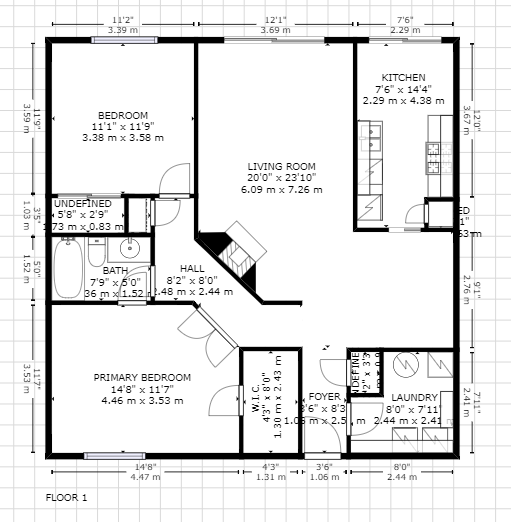 11'2"
3.39 m
12'1"
3.69 m
7'6"
2.29 m
11'9"
3.59 m
3'5"
1.03 m
5'0"
1.52 m
11'7"
3.53 m
12'0"
3.67 m
9'1"
2.76 m
7'11"
2.41 m
KITCHEN
7'6" x 14'4"
2.29 m x 4.38 m
BEDROOM
11'1" x 11'9"
3.38 m x 3.58 m
LIVING ROOM
20'0" x 23'10"
6.09 m x 7.26 m
UNDEFINED
5'8" x 2'9"
.73 m x 0.83 m
ED
1"
53 m
BATH
7'9" x 5'0"
36 m x 1.52
HALL
8'2" x 8'0"
2.48 m x 2.44 m
PRIMARY BEDROOM
14'8" x 11'7"
4.46 m x 3.53 m
W.I.C.
4'3" x 8'0"
1.30 m x 2.43 m
FOYER
3'6" x 8'3"
NDEFINE
LAUNDRY
8'0" x 7'11"
2.44 m x 2.41
14'8"
4.47 m
4'3"
1.31 m
3'6"
1.06 m
8'0"
2.44 m
FLOOR 1